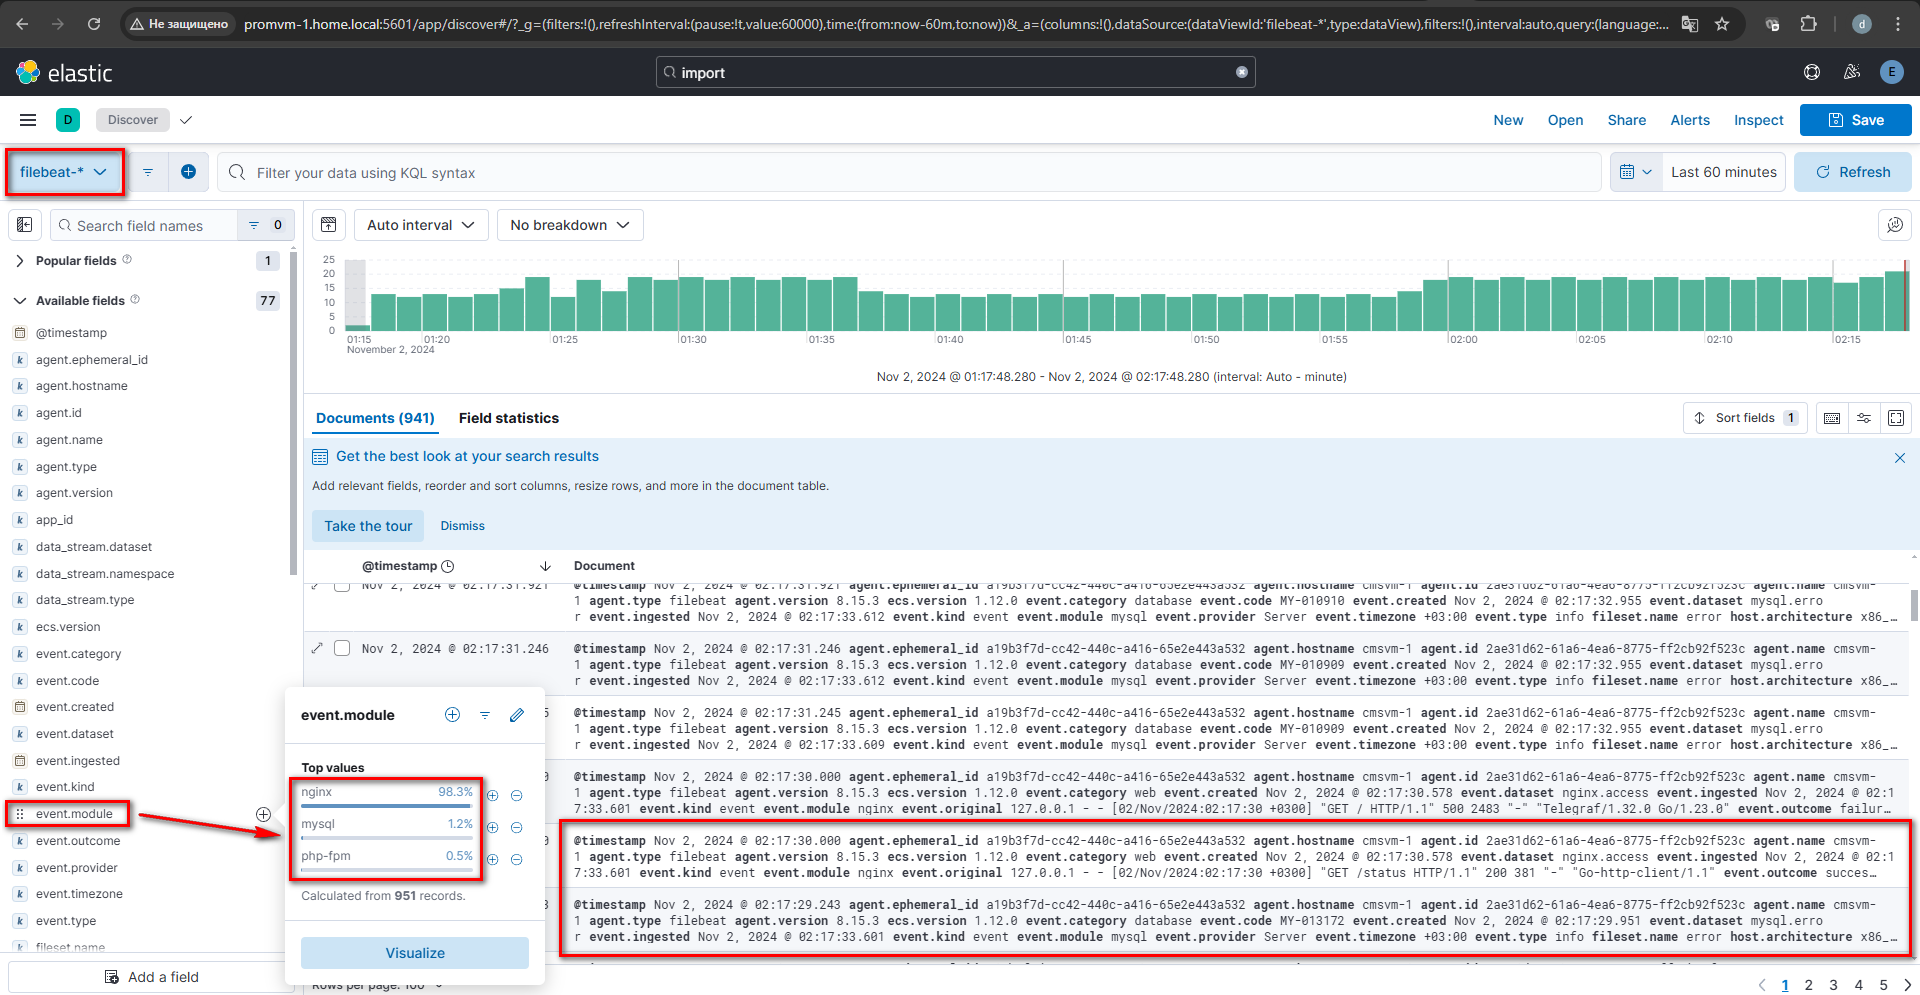 Не защищено
promvm-1.home.local:5601/app/discover#/?_g=(filters:!(),refreshInterval:(pause:!t,value:60000),time:(from:now-60m,to:now))&_a=(columns:!(),dataSource:(dataViewId:'filebeat-*',type:dataView),filters:!(),interval:auto,query:(language:...
d
elastic
import
E
D
Discover
New
Open
Share
Alerts
Inspect
Save
filebeat-*
Filter your data using KQL syntax
Last 60 minutes
Refresh
Search field names
0
Auto interval
No breakdown
Popular fields
1
Available fields
77
@timestamp
k agent.ephemeral_id
k agent.hostname
k agent.id
k agent.name
k agent.type
k agent.version
k app_id
k data_stream.dataset
k data_stream.namespace
k data_stream.type
k ecs.version
k event.category
k event.code
event.created
k event.dataset
event.ingested
k event.kind
event.module
k event.outcome
k event.provider
k event.timezone
k event.type
k fileset.name
Add a field
25
20
15
10
5
0
01:15 01:20 01:25 01:30 01:35 01:40 01:45 01:50 01:55 02:00 02:05 02:10 02:15
November 2, 2024
Nov 2, 2024 @ 01:17:48.280 - Nov 2, 2024 @ 02:17:48.280 (interval: Auto - minute)
Documents (941)
Field statistics
Sort fields 1
Get the best look at your search results
Add relevant fields, reorder and sort columns, resize rows, and more in the document table.
Take the tour
Dismiss
@timestamp
Document
Nov 2, 2024 @ 02:17:31.921
@timestamp Nov 2, 2024 @ 02:17:31.921 agent.ephemeral_id a19b3f7d-cc42-440c-a416-65e2e443a532 agent.hostname cmsvm-1 agent.id 2ae31d62-61a6-4ea6-8775-ff2cb92f523c agent.name cmsvm-
1 agent.type filebeat agent.version 8.15.3 ecs.version 1.12.0 event.category database event.code MY-010910 event.created Nov 2, 2024 @ 02:17:32.955 event.dataset mysql.erro
r event.ingested Nov 2, 2024 @ 02:17:33.612 event.kind event event.module mysql event.provider Server event.timezone +03:00 event.type info fileset.name error host.architecture x86_…
Nov 2, 2024 @ 02:17:31.246
@timestamp Nov 2, 2024 @ 02:17:31.246 agent.ephemeral_id a19b3f7d-cc42-440c-a416-65e2e443a532 agent.hostname cmsvm-1 agent.id 2ae31d62-61a6-4ea6-8775-ff2cb92f523c agent.name cmsvm-
1 agent.type filebeat agent.version 8.15.3 ecs.version 1.12.0 event.category database event.code MY-010909 event.created Nov 2, 2024 @ 02:17:32.955 event.dataset mysql.erro
r event.ingested Nov 2, 2024 @ 02:17:33.612 event.kind event event.module mysql event.provider Server event.timezone +03:00 event.type info fileset.name error host.architecture x86_…
5
@timestamp Nov 2, 2024 @ 02:17:31.245 agent.ephemeral_id a19b3f7d-cc42-440c-a416-65e2e443a532 agent.hostname cmsvm-1 agent.id 2ae31d62-61a6-4ea6-8775-ff2cb92f523c agent.name cmsvm-
1 agent.type filebeat agent.version 8.15.3 ecs.version 1.12.0 event.category database event.code MY-010909 event.created Nov 2, 2024 @ 02:17:32.955 event.dataset mysql.erro
r event.ingested Nov 2, 2024 @ 02:17:33.609 event.kind event event.module mysql event.provider Server event.timezone +03:00 event.type info fileset.name error host.architecture x86_…
0
@timestamp Nov 2, 2024 @ 02:17:30.000 agent.ephemeral_id a19b3f7d-cc42-440c-a416-65e2e443a532 agent.hostname cmsvm-1 agent.id 2ae31d62-61a6-4ea6-8775-ff2cb92f523c agent.name cmsvm-
1 agent.type filebeat agent.version 8.15.3 ecs.version 1.12.0 event.category web event.created Nov 2, 2024 @ 02:17:30.578 event.dataset nginx.access event.ingested Nov 2, 2024 @ 02:1
7:33.601 event.kind event event.module nginx event.original 127.0.0.1 - - [02/Nov/2024:02:17:30 +0300] "GET / HTTP/1.1" 500 2483 "-" "Telegraf/1.32.0 Go/1.23.0" event.outcome failur…
0
@timestamp Nov 2, 2024 @ 02:17:30.000 agent.ephemeral_id a19b3f7d-cc42-440c-a416-65e2e443a532 agent.hostname cmsvm-1 agent.id 2ae31d62-61a6-4ea6-8775-ff2cb92f523c agent.name cmsvm-
1 agent.type filebeat agent.version 8.15.3 ecs.version 1.12.0 event.category web event.created Nov 2, 2024 @ 02:17:30.578 event.dataset nginx.access event.ingested Nov 2, 2024 @ 02:1
7:33.601 event.kind event event.module nginx event.original 127.0.0.1 - - [02/Nov/2024:02:17:30 +0300] "GET /status HTTP/1.1" 200 381 "-" "Go-http-client/1.1" event.outcome succes…
3
@timestamp Nov 2, 2024 @ 02:17:29.243 agent.ephemeral_id a19b3f7d-cc42-440c-a416-65e2e443a532 agent.hostname cmsvm-1 agent.id 2ae31d62-61a6-4ea6-8775-ff2cb92f523c agent.name cmsvm-
1 agent.type filebeat agent.version 8.15.3 ecs.version 1.12.0 event.category database event.code MY-013172 event.created Nov 2, 2024 @ 02:17:29.951 event.dataset mysql.erro
r event.ingested Nov 2, 2024 @ 02:17:33.601 event.kind event event.module mysql event.provider Server event.timezone +03:00 event.type info fileset.name error host.architecture x86_…
event.module
Top values
nginx 98.3%
mysql 1.2%
php-fpm 0.5%
Calculated from 951 records.
Visualize
Rows per page: 100
1 2 3 4 5